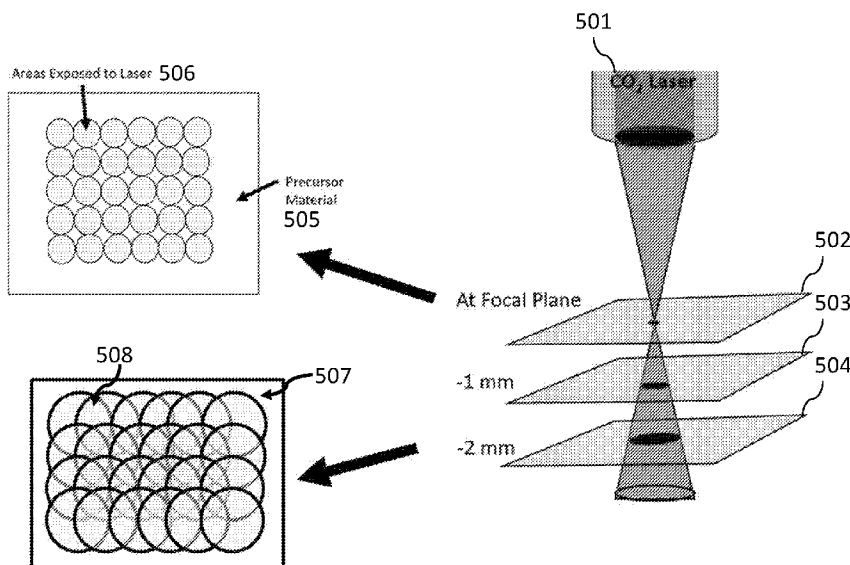 Areas Exposed to Laser 506
Precursor
Material
505
508
507
501
CO₂ Laser
502
At Focal Plane
503
-1 mm
504
-2 mm